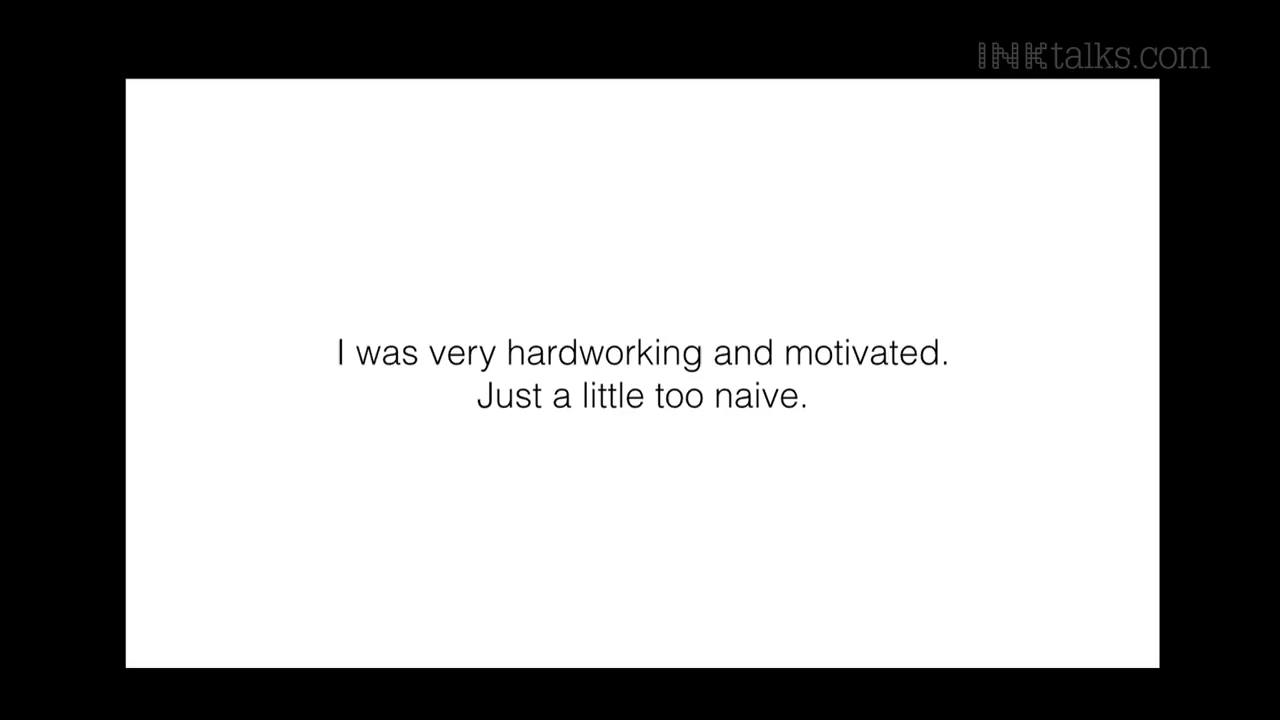 INKtalks.com
I was very hardworking and motivated.
Just a little too naive.